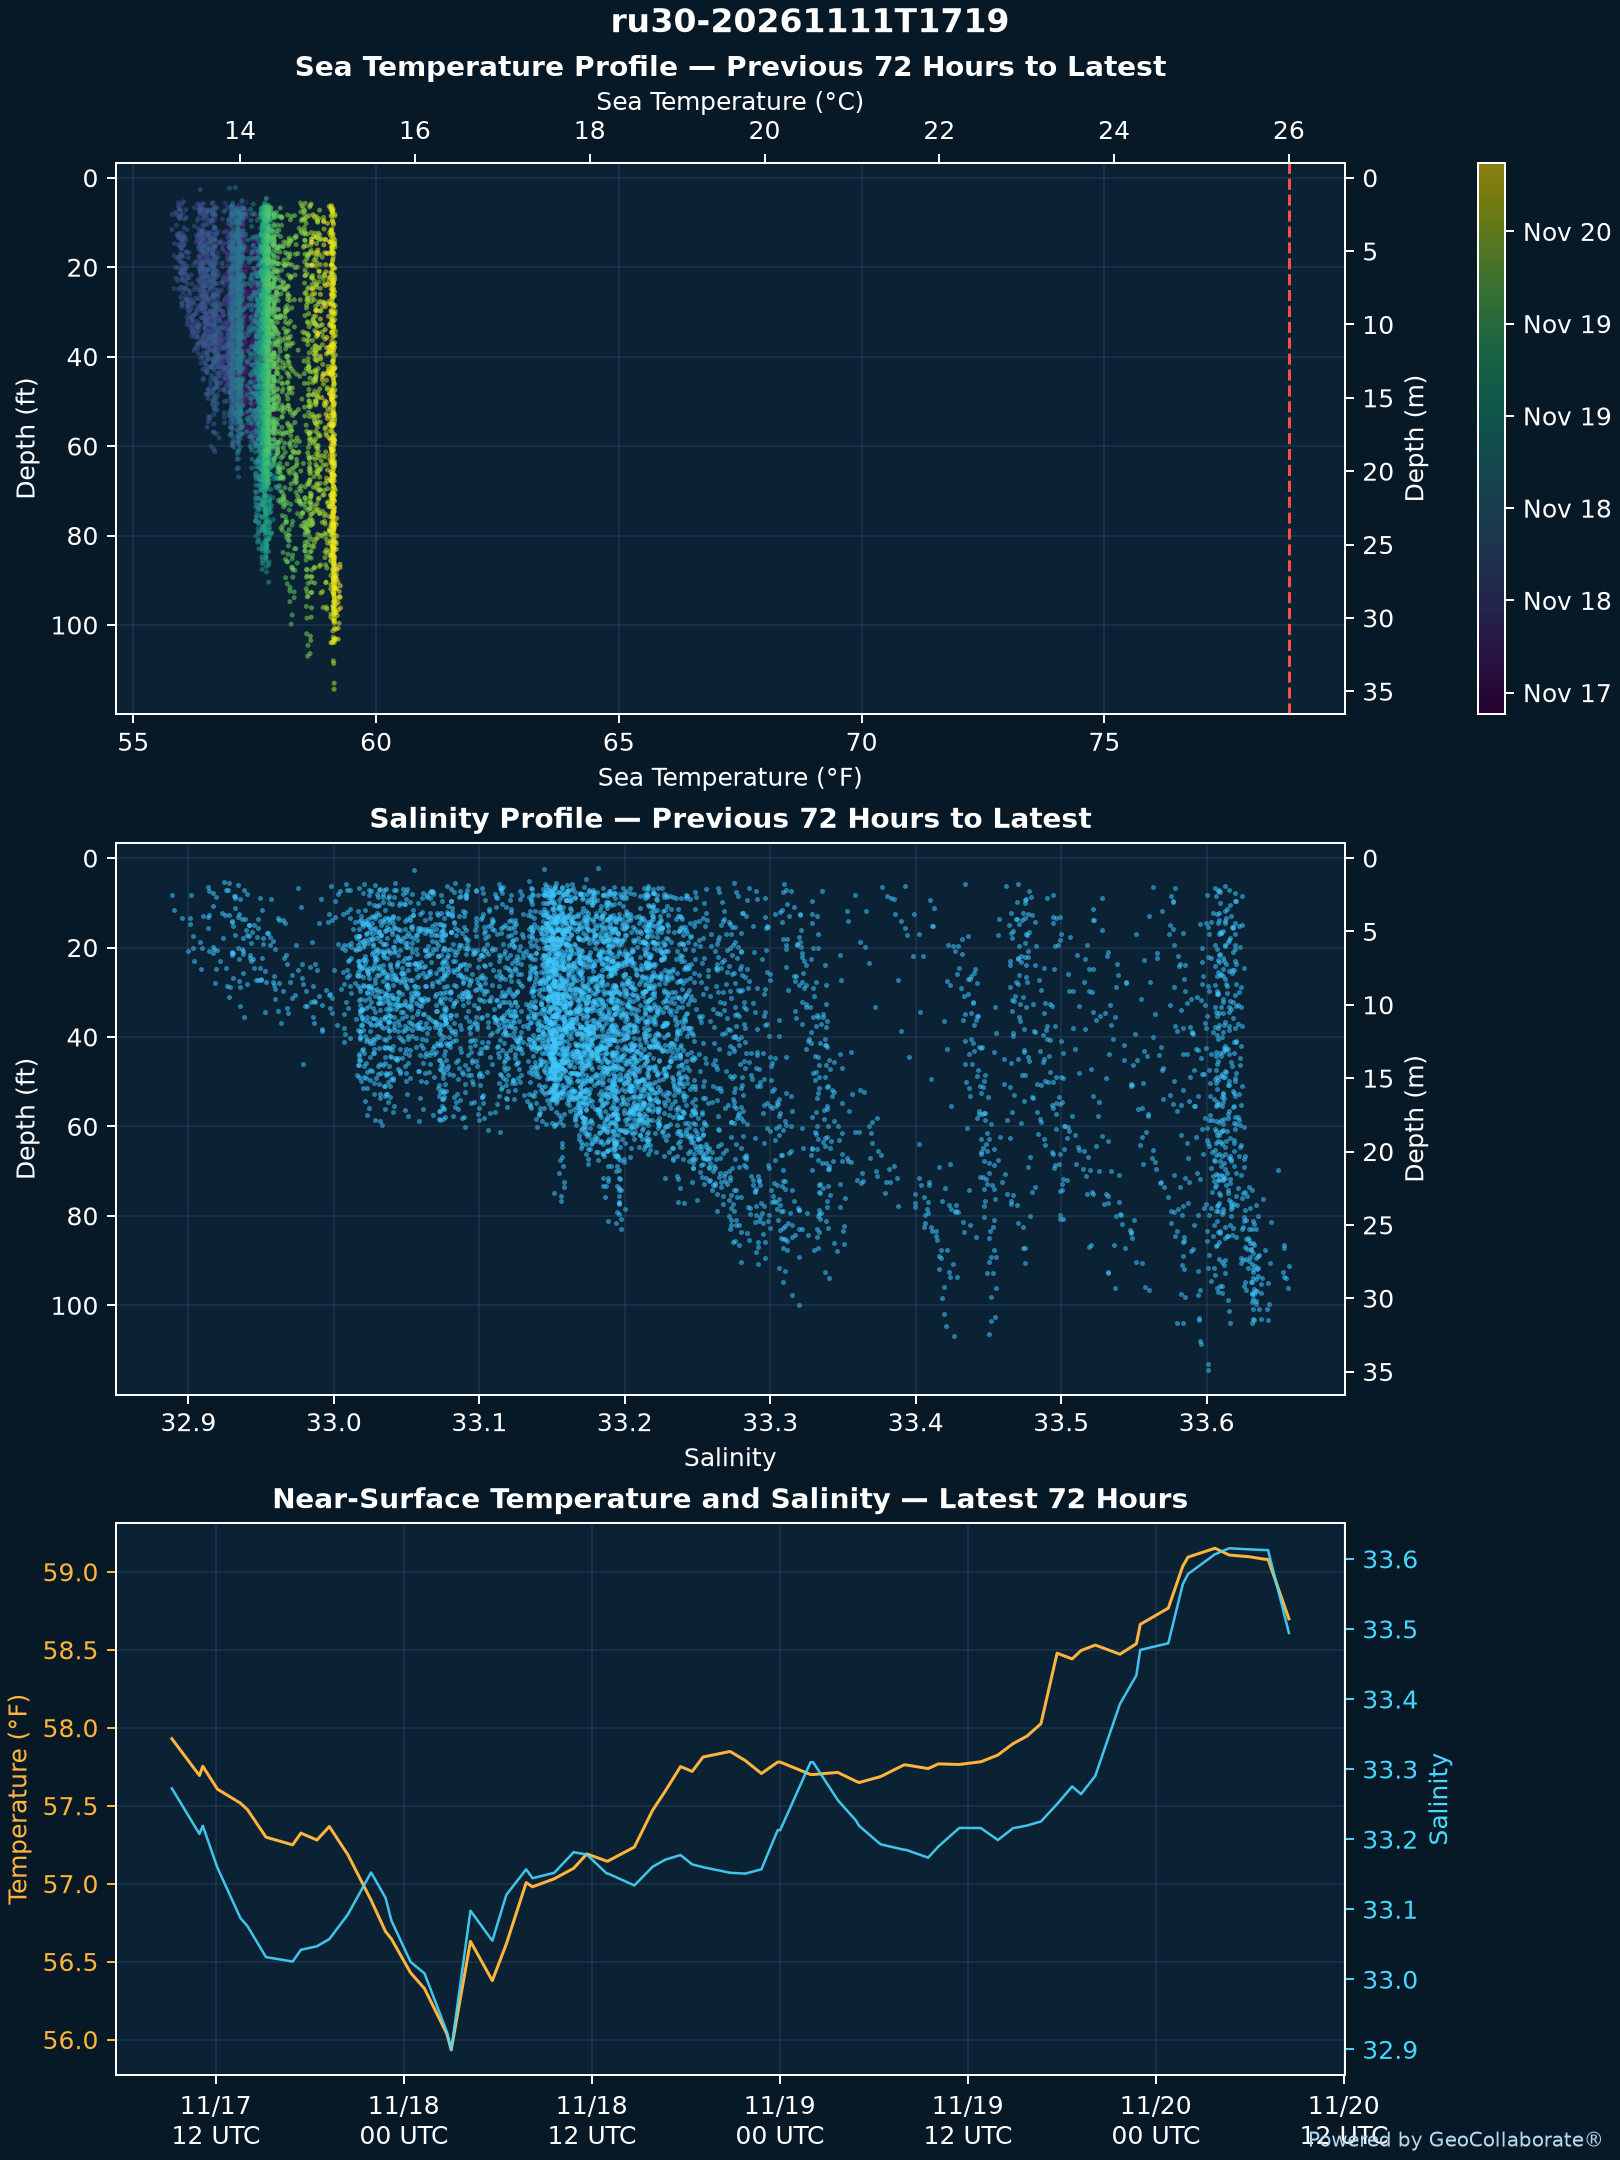 ru30-20261111T1719
Sea Temperature Profile — Previous 72 Hours to Latest
Sea Temperature (°C)
14 16 18 20 22 24 26
0
20
40
60
80
100
Depth (ft)
0
5
10
15
20
25
30
35
Depth (m)
Nov 20
Nov 19
Nov 19
Nov 18
Nov 18
Nov 17
55 60 65 70 75
Sea Temperature (°F)
Salinity Profile — Previous 72 Hours to Latest
0
20
40
60
80
100
Depth (ft)
0
5
10
15
20
25
30
35
Depth (m)
32.9 33.0 33.1 33.2 33.3 33.4 33.5 33.6
Salinity
Near-Surface Temperature and Salinity — Latest 72 Hours
59.0
58.5
58.0
57.5
57.0
56.5
56.0
Temperature (°F)
33.6
33.5
33.4
33.3
33.2
33.1
33.0
32.9
Salinity
11/17 11/18 11/18 11/19 11/19 11/20 11/20
12 UTC 00 UTC 12 UTC 00 UTC 12 UTC 00 UTC 12 UTC
Powered by GeoCollaborate®